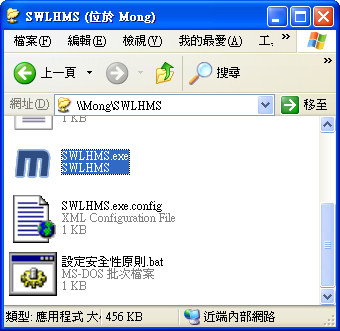 SWLHMS (位於 Mong)
檔案(F) 編輯(E) 檢視(V) 我的最愛(A) 工 »
上一頁 搜尋 »
網址(D) \\Mong\SWLHMS 移至
1 KB
m
SWLHMS.exe
SWLHMS
SWLHMS.exe.config
XML Configuration File
1 KB
設定安全性原則.bat
MS-DOS 批次檔案
1 KB
類型: 應用程式 大 456 KB 近端內部網路